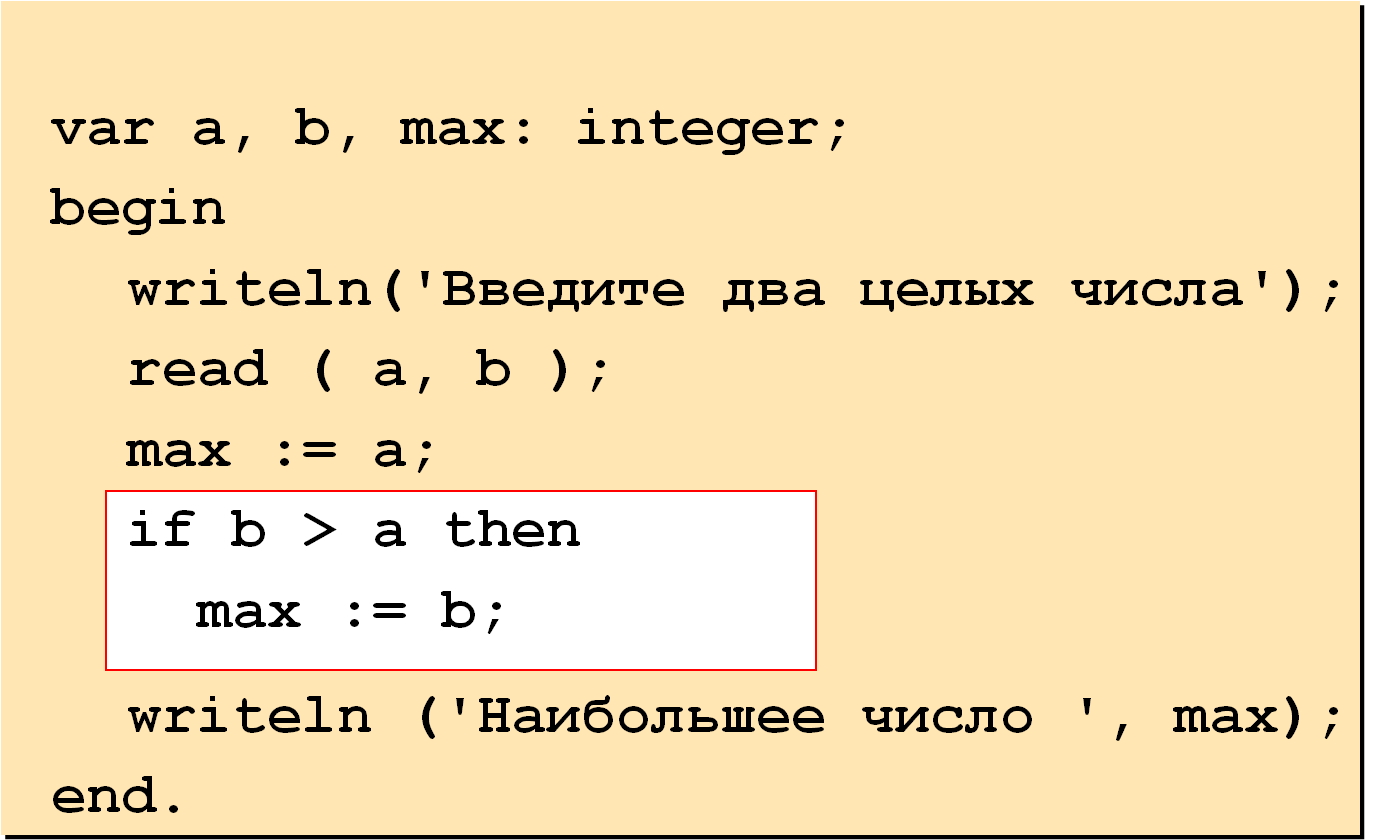 var a, b, max: integer;
begin
writeln('Введите два целых числа');
read ( a, b );
max := a;
if b > a then
max := b;
writeln ('Наибольшее число ', max);
end.